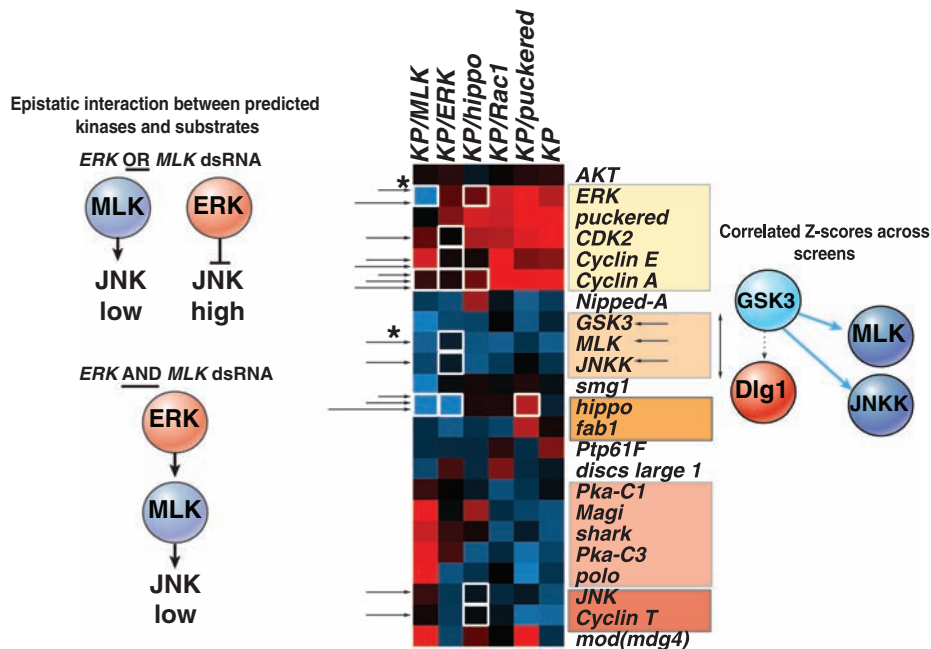 Epistatic interaction between predicted
kinases and substrates
ERK OR MLK dsRNA
MLK
ERK
JNK
low
JNK
high
ERK AND MLK dsRNA
ERK
MLK
JNK
low
KP/MLK
KP/ERK
KP/hippo
KP/Rac1
KP/puckered
KP
*
*
AKT
ERK
puckered
CDK2
Cyclin E
Cyclin A
Nipped-A
GSK3
MLK
JNKK
smg1
hippo
fab1
Ptp61F
discs large 1
Pka-C1
Magi
shark
Pka-C3
polo
JNK
Cyclin T
mod(mdg4)
Correlated Z-scores across
screens
GSK3
MLK
Dlg1
JNKK